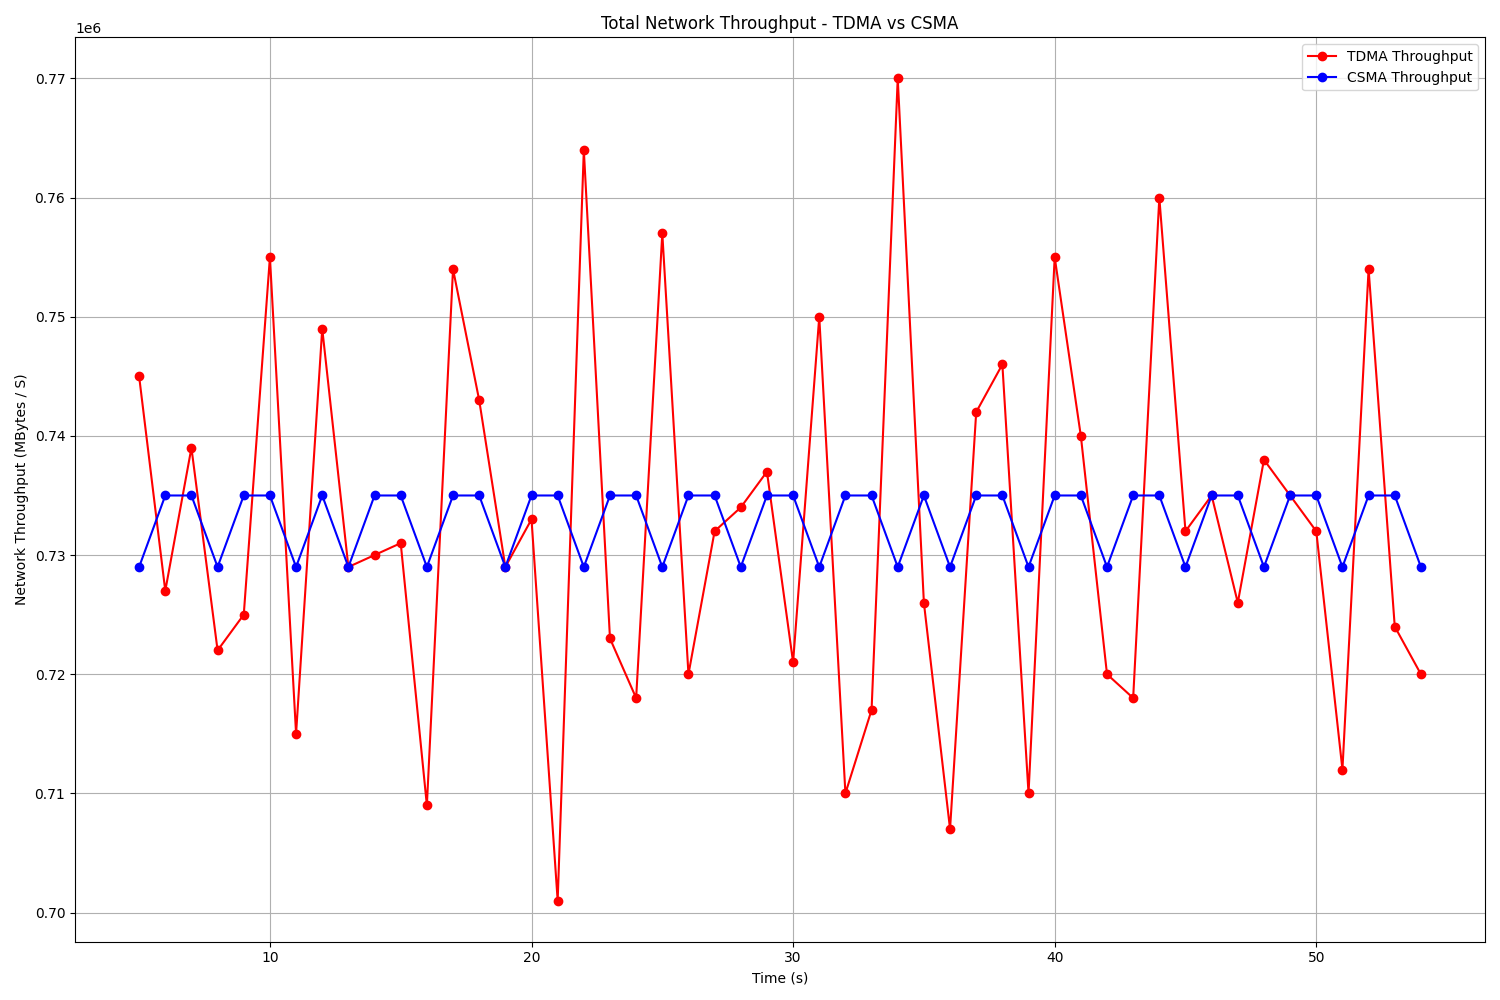 Total Network Throughput - TDMA vs CSMA
1e6
TDMA Throughput
CSMA Throughput
0.77
0.76
0.75
0.74
0.73
0.72
0.71
0.70
Network Throughput (MBytes / S)
10 20 30 40 50
Time (s)